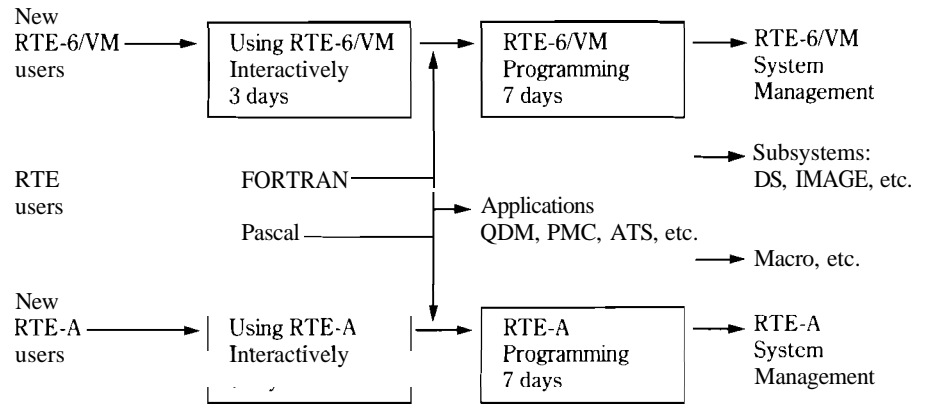 New
RTE-6/VM
users
Using RTE-6/VM
Interactively
3 days
RTE-6/VM
Programming
7 days
RTE-6/VM
System
Management
Subsystems:
DS, IMAGE, etc.
RTE
users
FORTRAN
Pascal
Applications
QDM, PMC, ATS, etc.
Macro, etc.
New
RTE-A
users
Using RTE-A
Interactively
RTE-A
Programming
7 days
RTE-A
System
Management